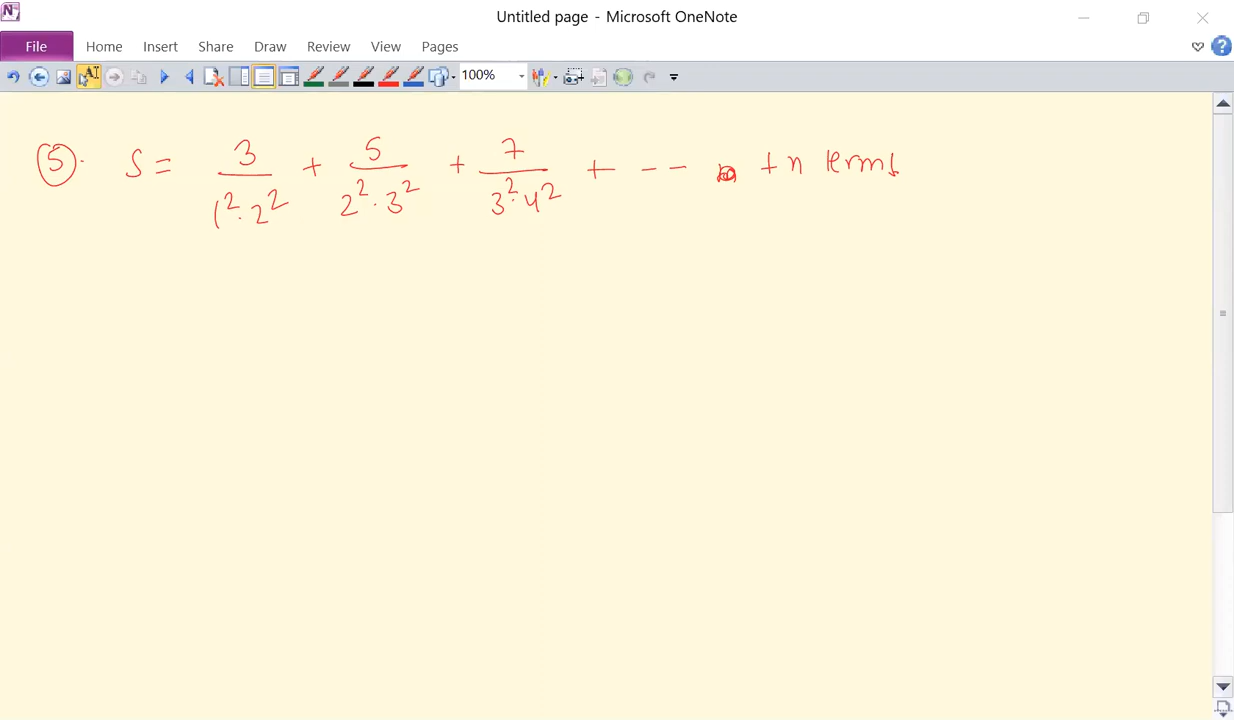 Untitled page - Microsoft OneNote
File Home Insert Share Draw Review View Pages
100%
⑤. S = 3/(1²·2²) + 5/(2²·3²) + 7/(3²·4²) + -- +n terms